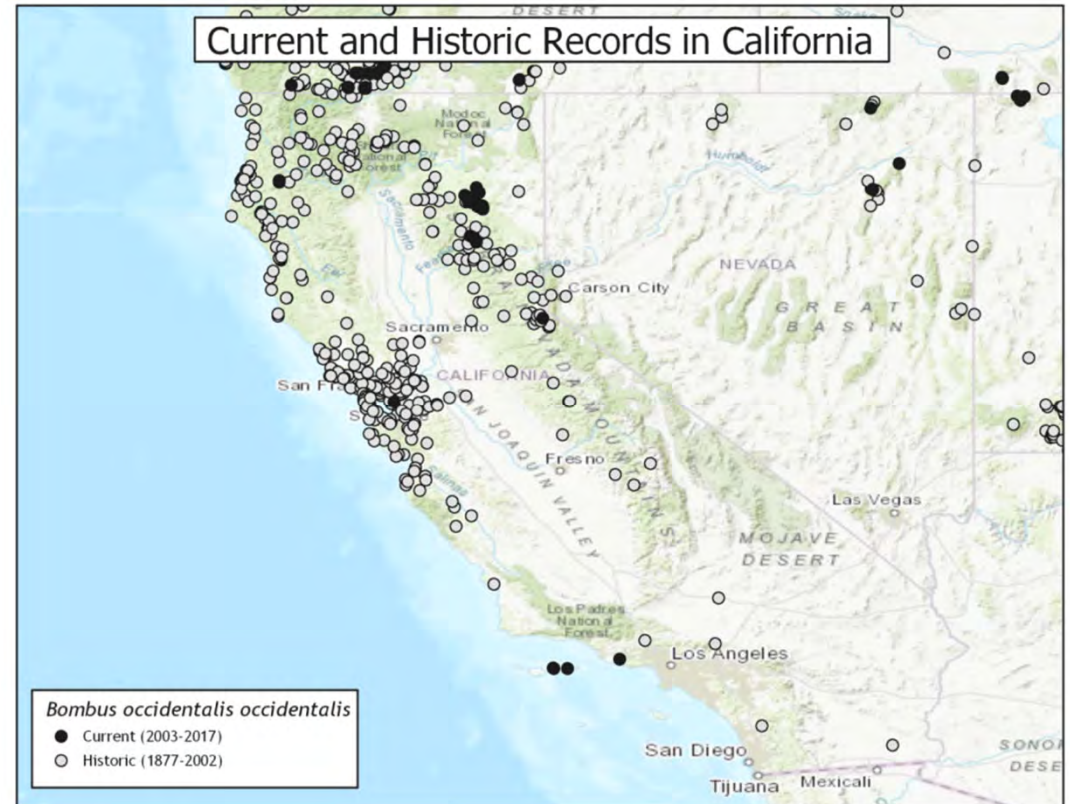 DESERT
Current and Historic Records in California
Modoc
National
Forest
National
Forest
Humboldt
Sacramento
Eel
NEVADA
Carson City
GREAT
BASIN
Sacramento
CALIFORNIA
San Fra
NEVADA MOUNTAINS
SAN JOAQUIN VALLEY
Fresno
Salinas
Las Vegas
MOJAVE
DESERT
Los Padres
National
Forest
Los Angeles
Bombus occidentalis occidentalis
Current (2003-2017)
Historic (1877-2002)
San Diego
Tijuana
Mexicali
SONOR
DESE